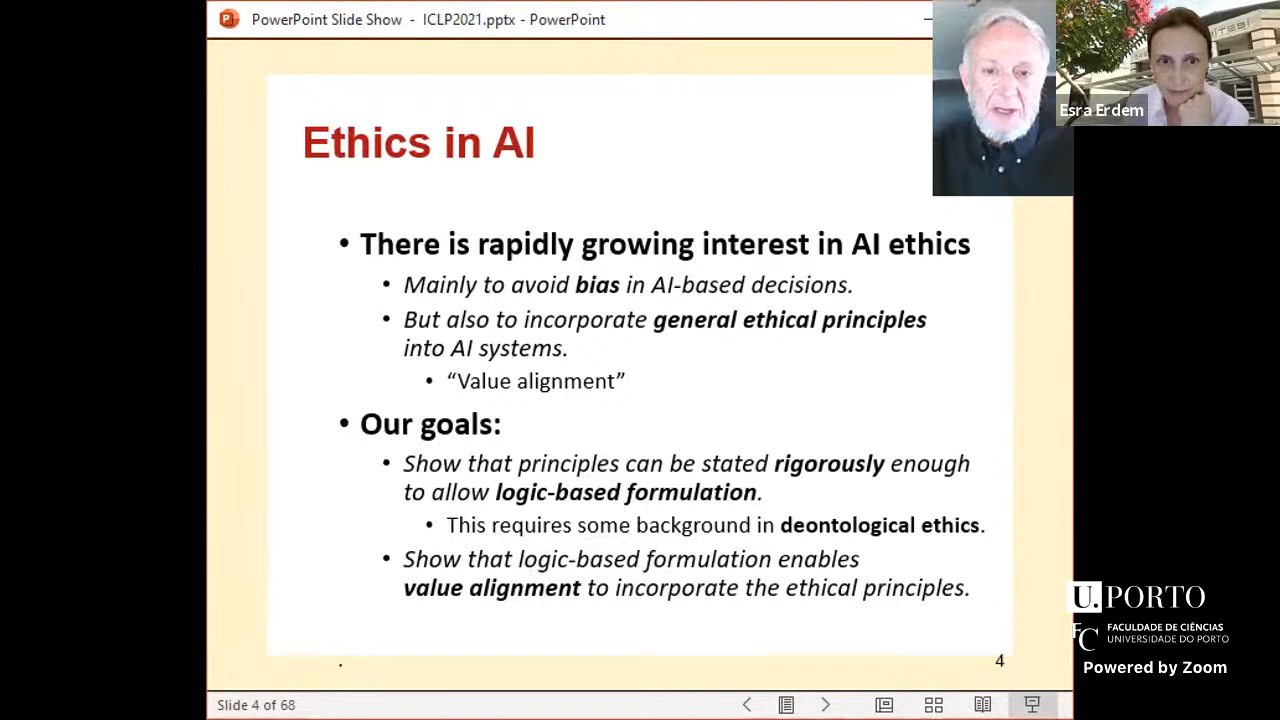 PowerPoint Slide Show - ICLP2021.pptx - PowerPoint
Esra Erdem
Ethics in AI
• There is rapidly growing interest in AI ethics
• Mainly to avoid bias in AI-based decisions.
• But also to incorporate general ethical principles
into AI systems.
• “Value alignment”
• Our goals:
• Show that principles can be stated rigorously enough
to allow logic-based formulation.
• This requires some background in deontological ethics.
• Show that logic-based formulation enables
value alignment to incorporate the ethical principles.
. 4
U.PORTO
FC FACULDADE DE CIÊNCIAS
UNIVERSIDADE DO PORTO
Powered by Zoom
Slide 4 of 68